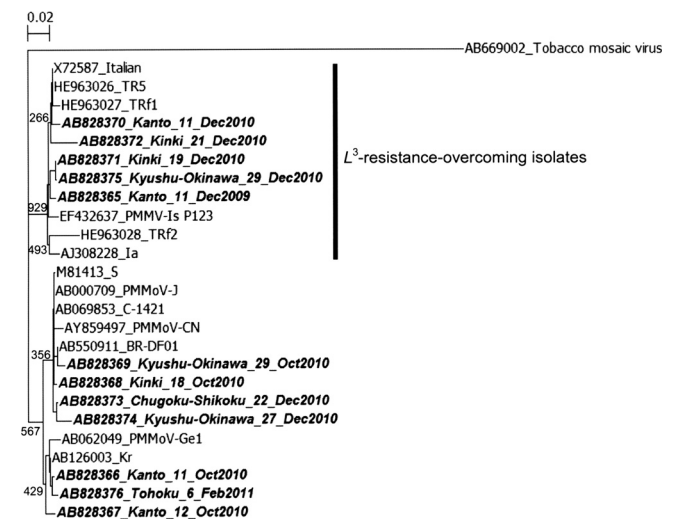 0.02
AB669002_Tobacco mosaic virus
X72587_Italian
HE963026_TR5
HE963027_TRf1
266
AB828370_Kanto_11_Dec2010
AB828372_Kinki_21_Dec2010
AB828371_Kinki_19_Dec2010
L³-resistance-overcoming isolates
AB828375_Kyushu-Okinawa_29_Dec2010
AB828365_Kanto_11_Dec2009
929
EF432637_PMMV-Is P123
HE963028_TRf2
493
AJ308228_Ia
M81413_S
AB000709_PMMoV-J
AB069853_C-1421
AY859497_PMMoV-CN
AB550911_BR-DF01
356
AB828369_Kyushu-Okinawa_29_Oct2010
AB828368_Kinki_18_Oct2010
AB828373_Chugoku-Shikoku_22_Dec2010
AB828374_Kyushu-Okinawa_27_Dec2010
567
AB062049_PMMoV-Ge1
AB126003_Kr
AB828366_Kanto_11_Oct2010
429
AB828376_Tohoku_6_Feb2011
AB828367_Kanto_12_Oct2010